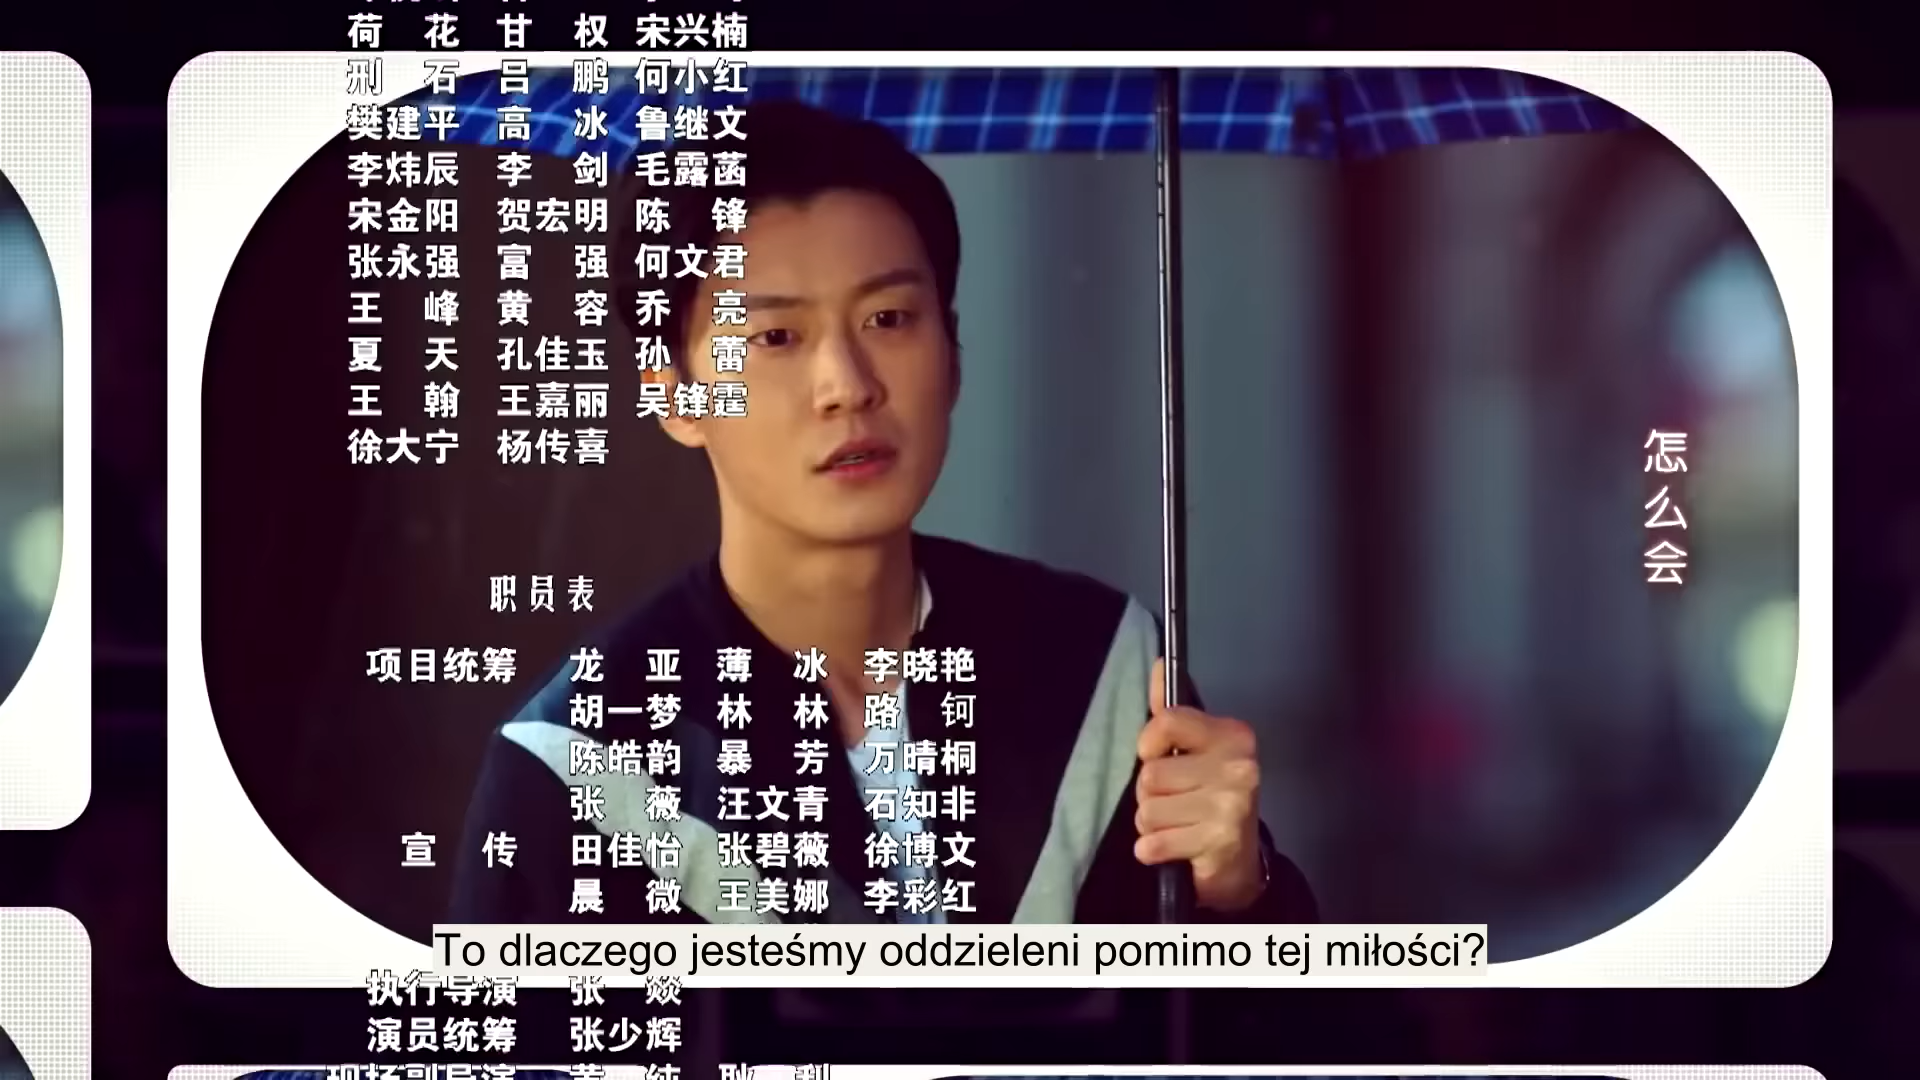 荷 花 甘 权 宋兴楠
刑 石 吕 鹏 何小红
樊建平 高 冰 鲁继文
李炜辰 李 剑 毛露菡
宋金阳 贺宏明 陈 锋
张永强 富 强 何文君
王 峰 黄 容 乔 亮
夏 天 孔佳玉 孙 蕾
王 翰 王嘉丽 吴锋霆
徐大宁 杨传喜
怎么会
职员表
项目统筹 龙 亚 薄 冰 李晓艳
胡一梦 林 林 路 钶
陈皓韵 暴 芳 万晴桐
张 薇 汪文青 石知非
宣 传 田佳怡 张碧薇 徐博文
晨 微 王美娜 李彩红
To dlaczego jesteśmy oddzieleni pomimo tej miłości?
执行导演 张 燚
演员统筹 张少辉
现场副导演